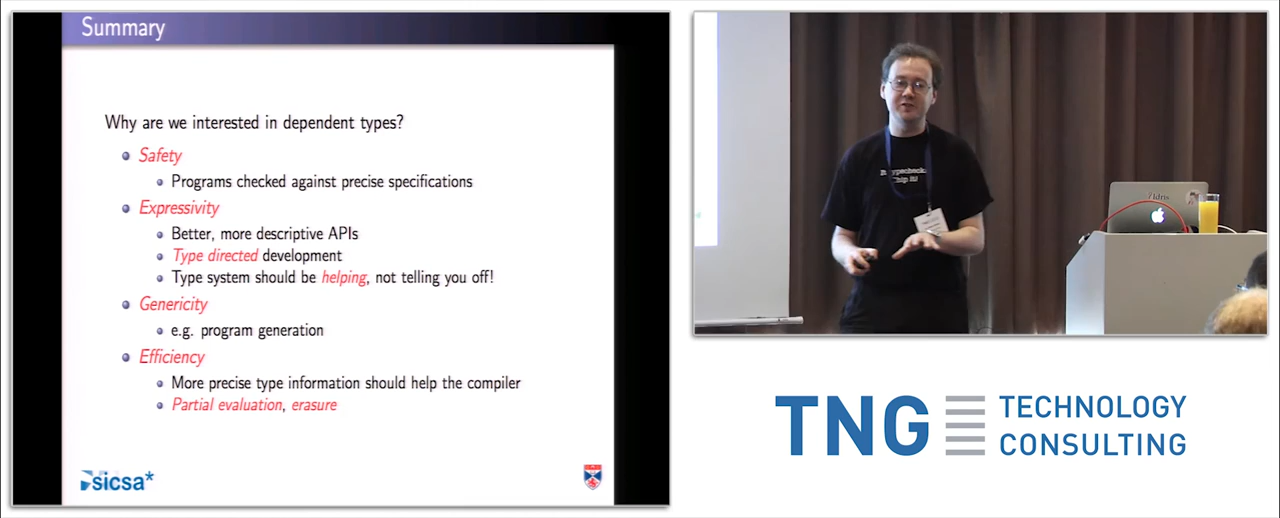 Summary
Why are we interested in dependent types?
Safety
Programs checked against precise specifications
Expressivity
Better, more descriptive APIs
Type directed development
Type system should be helping, not telling you off!
Genericity
e.g. program generation
Efficiency
More precise type information should help the compiler
Partial evaluation, erasure
sicsa*
Idris
TNG TECHNOLOGY
CONSULTING